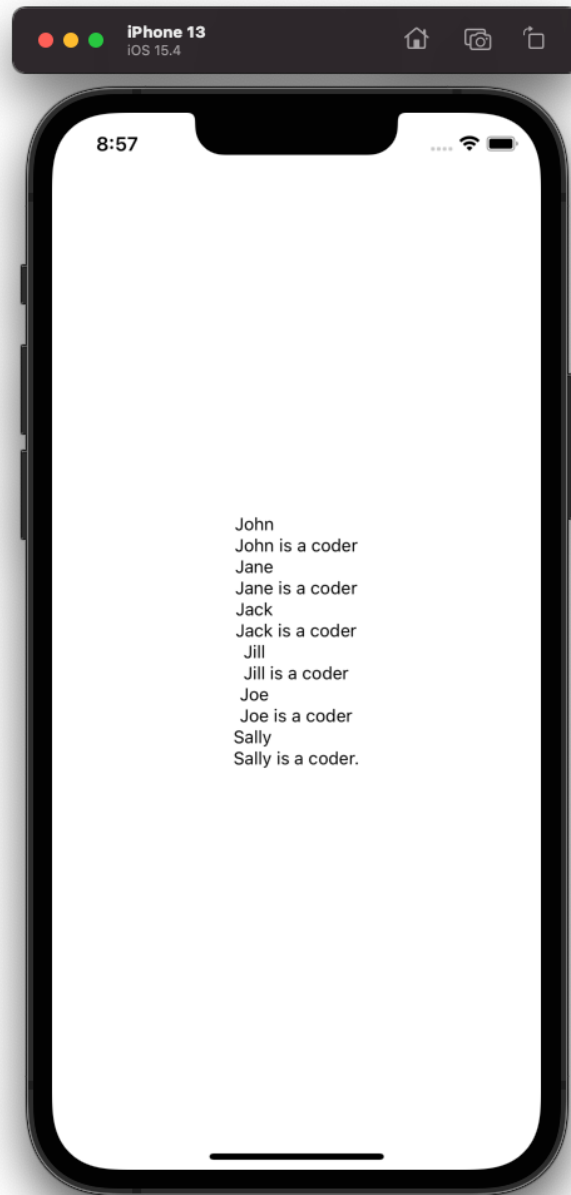 iPhone 13
iOS 15.4
8:57
John
John is a coder
Jane
Jane is a coder
Jack
Jack is a coder
Jill
Jill is a coder
Joe
Joe is a coder
Sally
Sally is a coder.